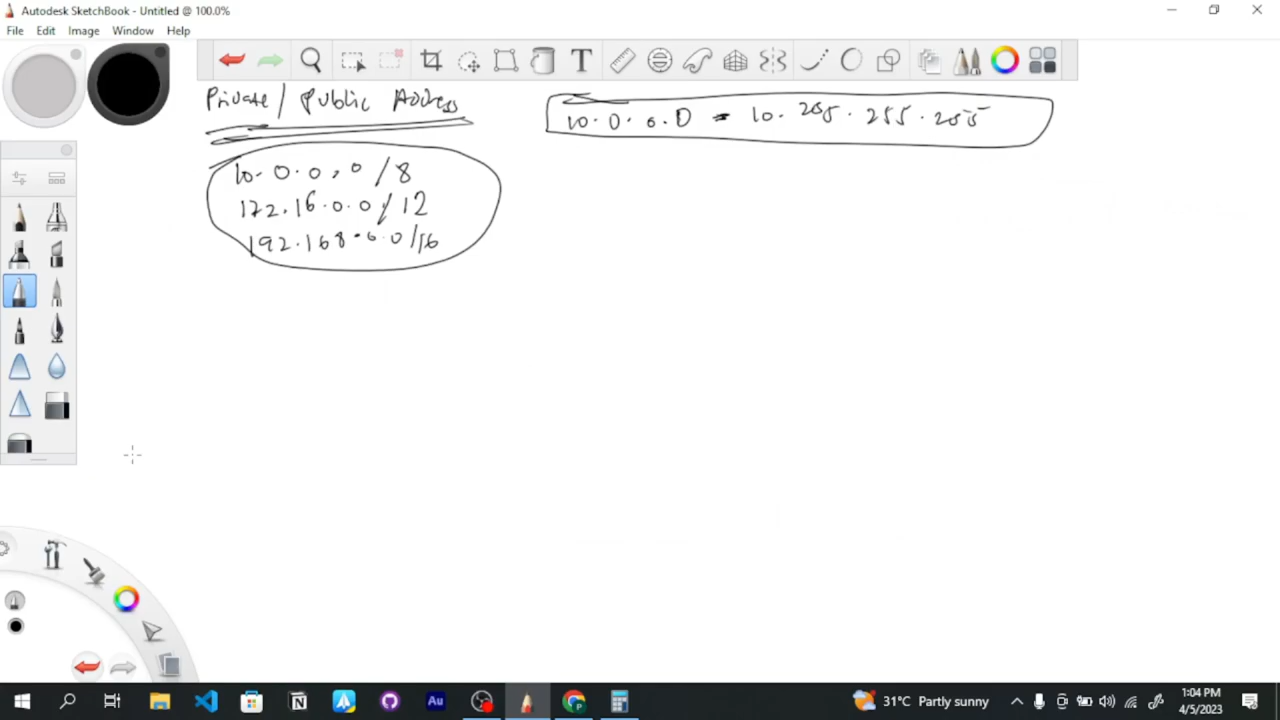 Autodesk SketchBook - Untitled @ 100.0%
File Edit Image Window Help
T
Private / Public Address
10.0.0.0 - 10.255.255.255
10.0.0.0 /8
172.16.0.0/12
192.168.0.0/16
Au
31°C Partly sunny
1:04 PM
4/5/2023